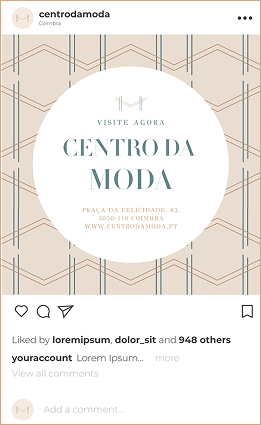 centrodamoda
Coimbra
VISITE AGORA
CENTRO DA
MODA
PRAÇA DA FELICIDADE, 82,
3050-110 COIMBRA
WWW.CENTRODAMODA.PT
Liked by loremipsum, dolor_sit and 948 others
youraccount Lorem Ipsum... more
View all comments
Add a comment...